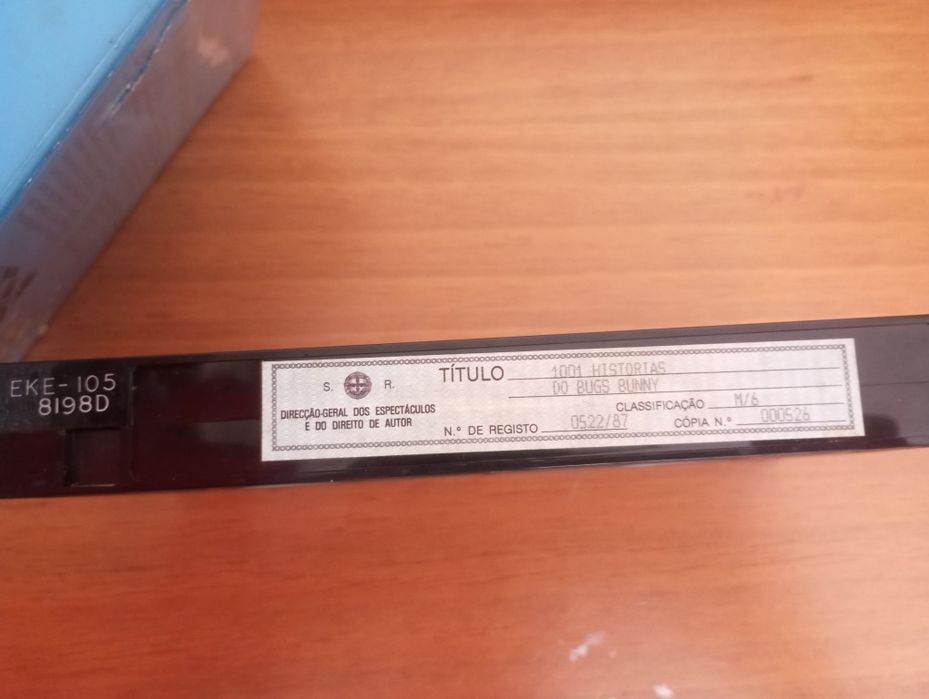 EKE-105
8198D
S. R.
DIRECÇÃO-GERAL DOS ESPECTÁCULOS
E DO DIREITO DE AUTOR
TÍTULO 1001 HISTORIAS
DO BUGS BUNNY
CLASSIFICAÇÃO M/6
N.º DE REGISTO 0522/87 CÓPIA N.º 000526